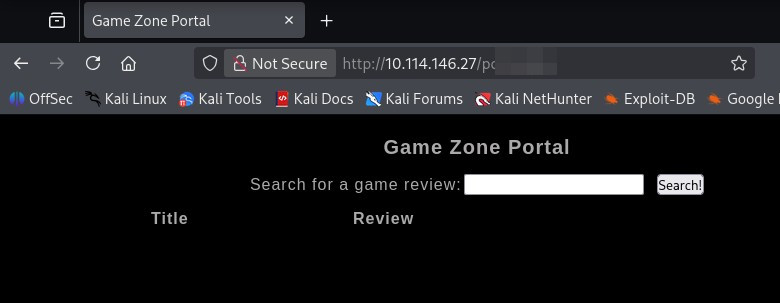 Game Zone Portal
Not Secure http://10.114.146.27/
OffSec Kali Linux Kali Tools Kali Docs Kali Forums Kali NetHunter Exploit-DB Google
Game Zone Portal
Search for a game review: Search!
Title Review